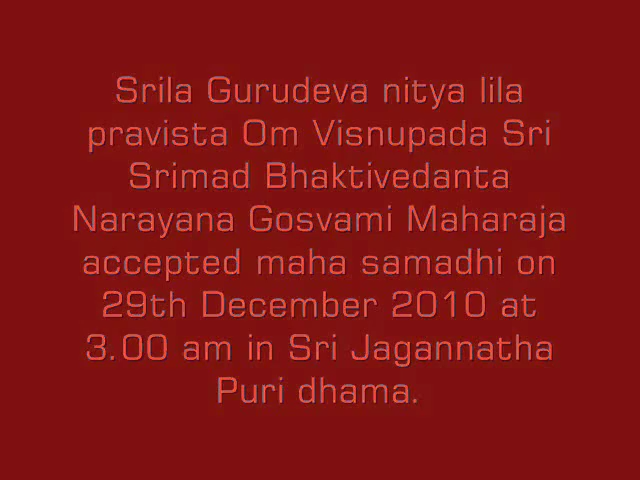 Srila Gurudeva nitya lila
pravista Om Visnupada Sri
Srimad Bhaktivedanta
Narayana Gosvami Maharaja
accepted maha samadhi on
29th December 2010 at
3.00 am in Sri Jagannatha
Puri dhama.